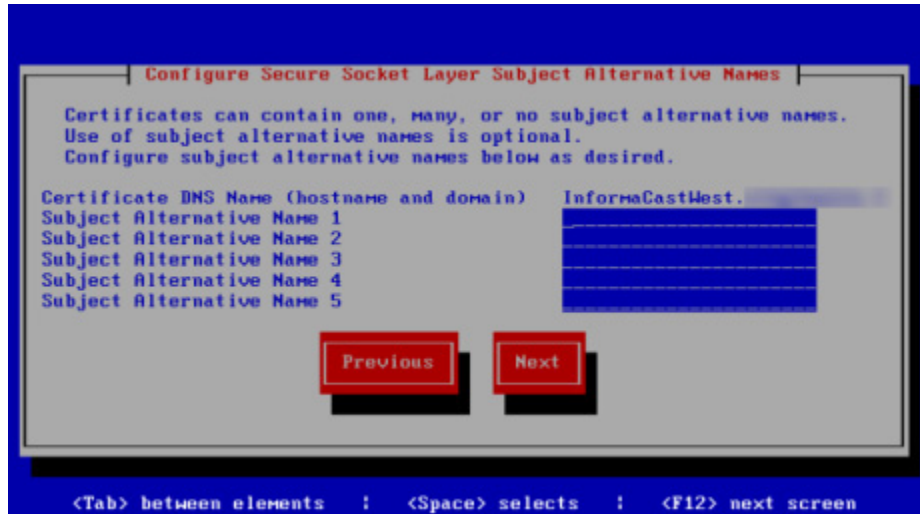 Configure Secure Socket Layer Subject Alternative Names
Certificates can contain one, many, or no subject alternative names.
Use of subject alternative names is optional.
Configure subject alternative names below as desired.
Certificate DNS Name (hostname and domain) InformaCastWest.
Subject Alternative Name 1
Subject Alternative Name 2
Subject Alternative Name 3
Subject Alternative Name 4
Subject Alternative Name 5
Previous Next
<Tab> between elements | <Space> selects | <F12> next screen